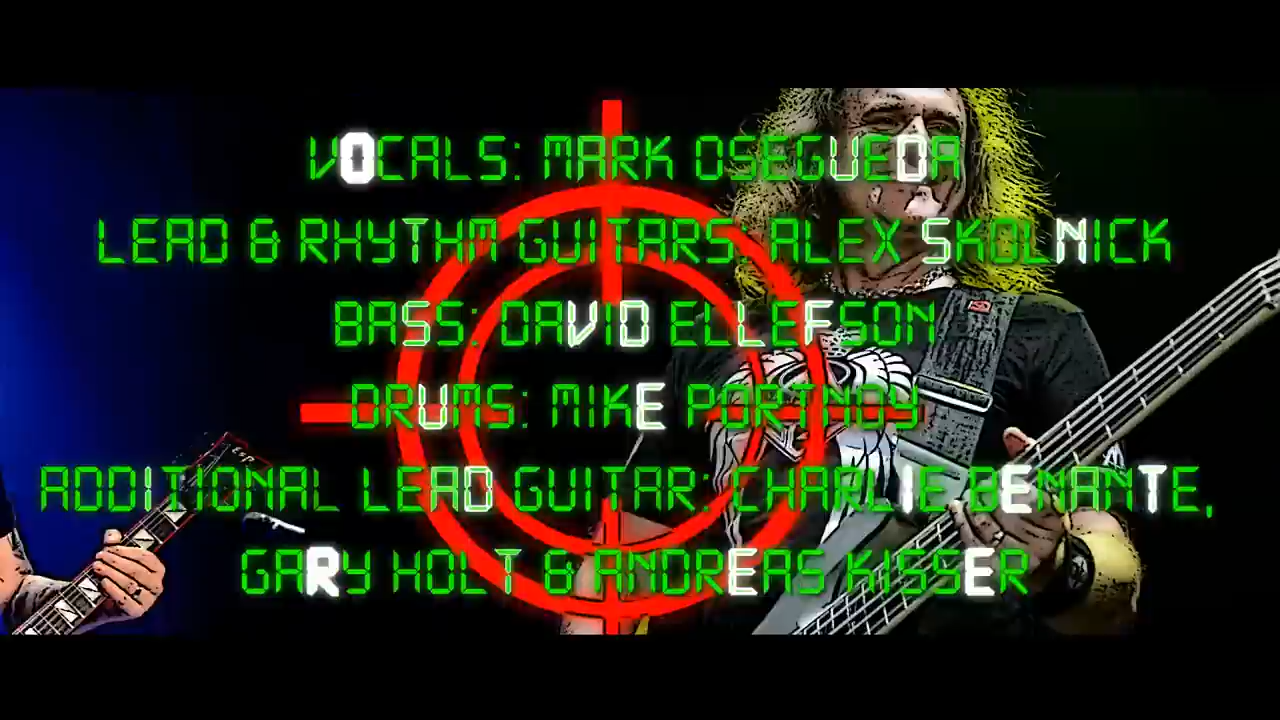 VOCALS: MARK OSEGUEDA
LEAD & RHYTHM GUITARS: ALEX SKOLNICK
BASS: DAVID ELLEFSON
DRUMS: MIKE PORTNOY
ADDITIONAL LEAD GUITAR: CHARLIE BENANTE,
GARY HOLT & ANDREAS KISSER
ESP